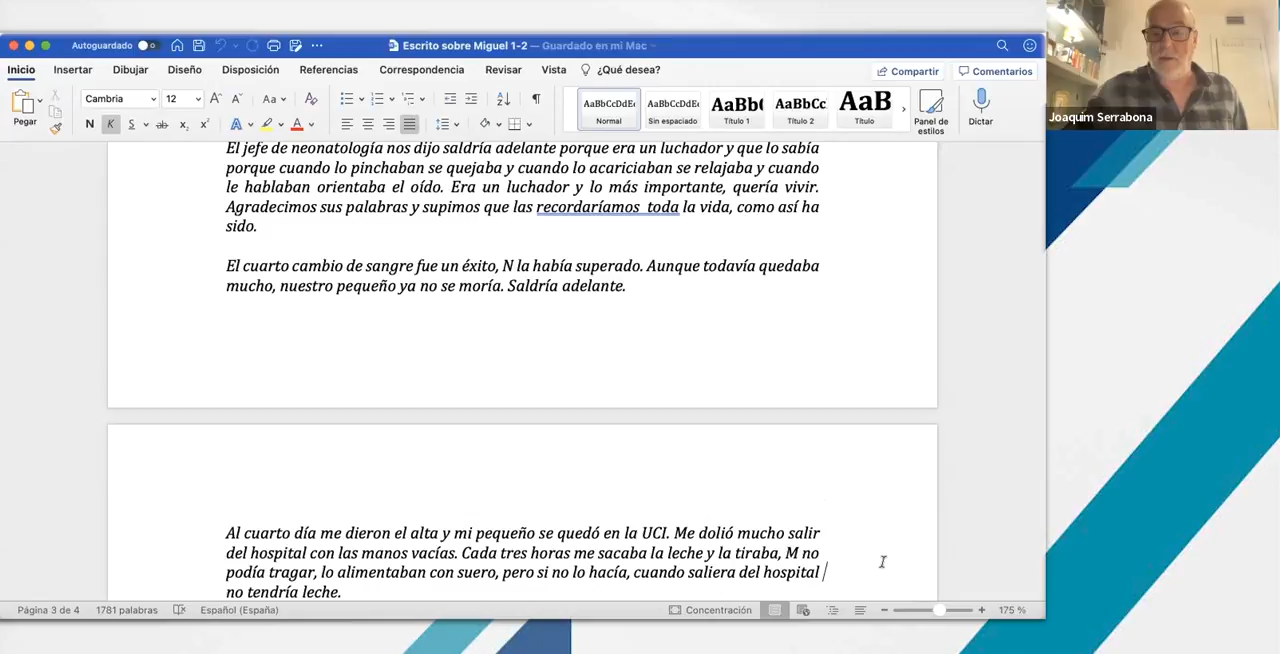 Autoguardado
Escrito sobre Miguel 1-2 — Guardado en mi Mac
Inicio Insertar Dibujar Diseño Disposición Referencias Correspondencia Revisar Vista ¿Qué desea?
Compartir Comentarios
Joaquim Serrabona
Pegar
Cambria 12
N K S ab x₂ x²
AaBbCcDdEe AaBbCcDdEe AaBb( AaBbCc AaB
Normal Sin espaciado Título 1 Título 2 Título
Panel de estilos
Dictar
El jefe de neonatología nos dijo saldría adelante porque era un luchador y que lo sabía
porque cuando lo pinchaban se quejaba y cuando lo acariciaban se relajaba y cuando
le hablaban orientaba el oído. Era un luchador y lo más importante, quería vivir.
Agradecimos sus palabras y supimos que las recordaríamos toda la vida, como así ha
sido.
El cuarto cambio de sangre fue un éxito, N la había superado. Aunque todavía quedaba
mucho, nuestro pequeño ya no se moría. Saldría adelante.
Al cuarto día me dieron el alta y mi pequeño se quedó en la UCI. Me dolió mucho salir
del hospital con las manos vacías. Cada tres horas me sacaba la leche y la tiraba, M no
podía tragar, lo alimentaban con suero, pero si no lo hacía, cuando saliera del hospital
no tendría leche.
Página 3 de 4 1781 palabras Español (España) Concentración 175 %